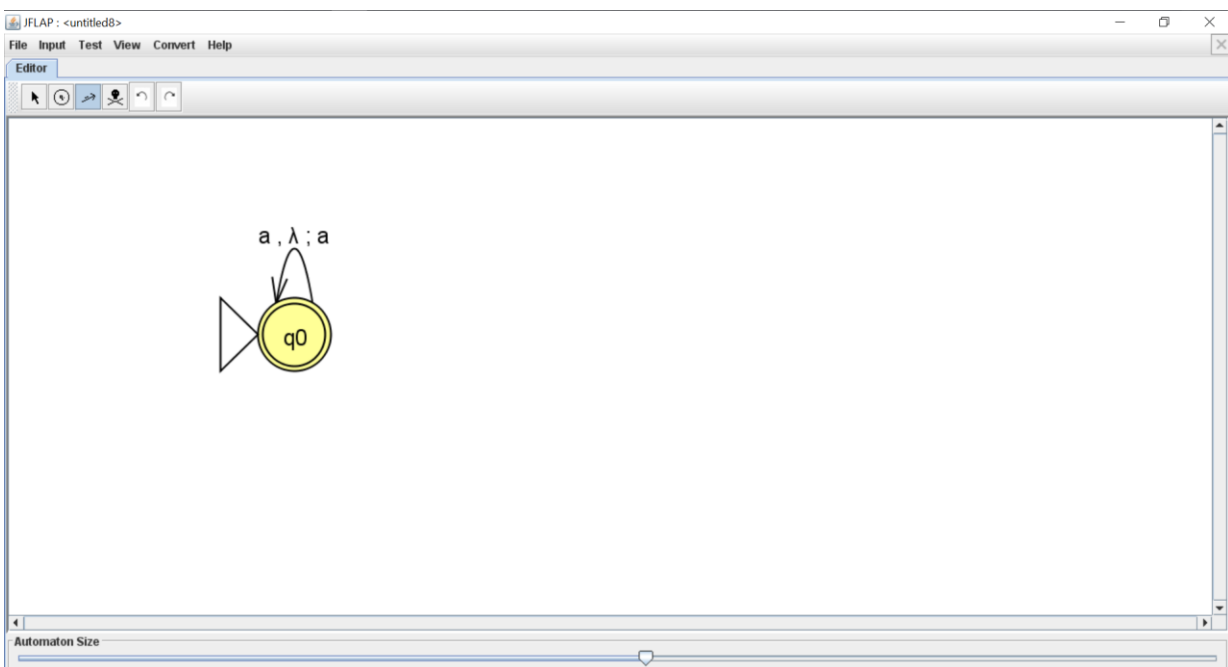 JFLAP : <untitled8>
File Input Test View Convert Help
Editor
a , λ ; a
q0
Automaton Size